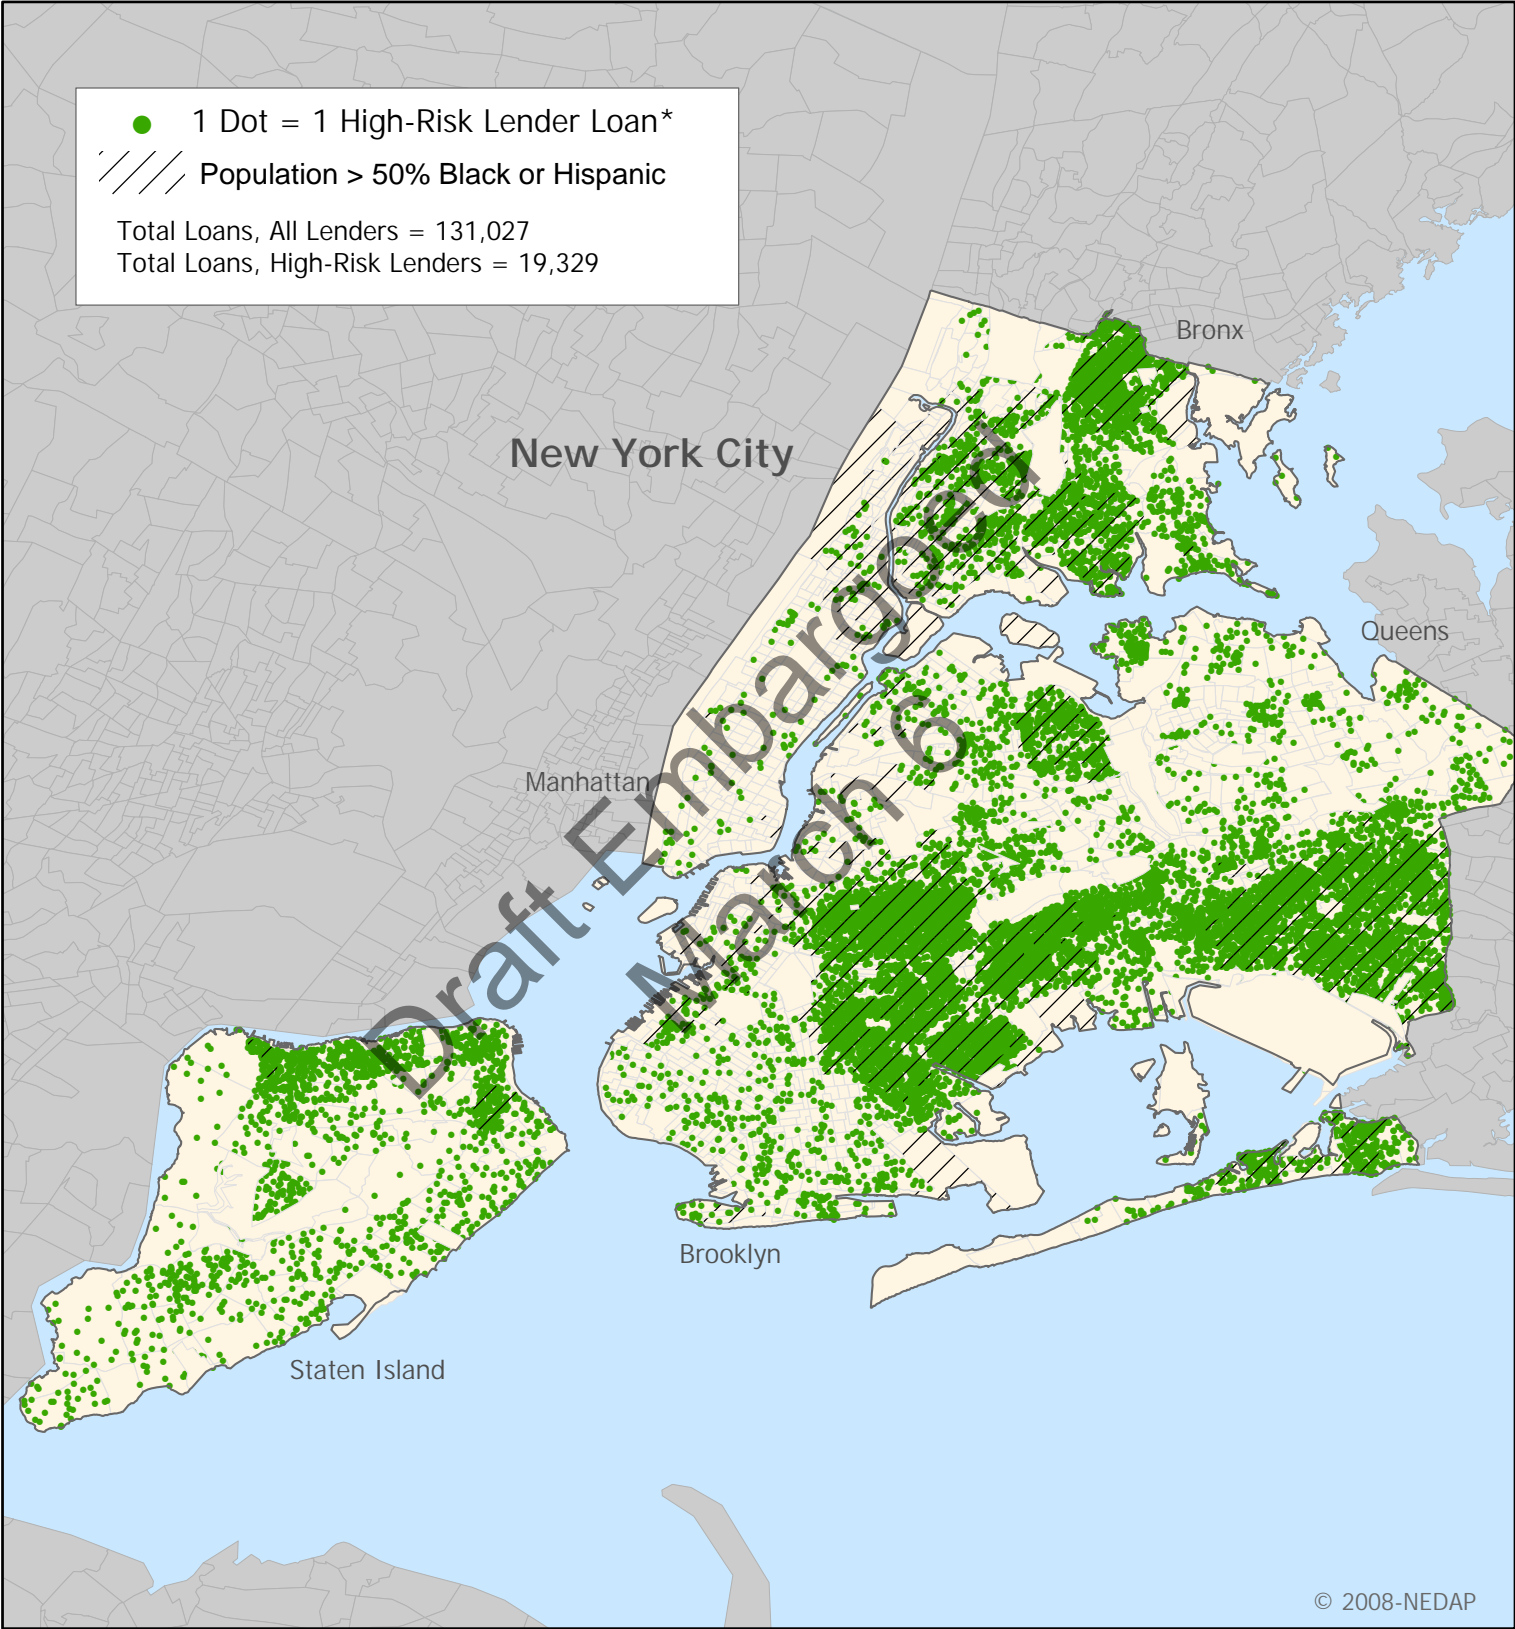 1 Dot = 1 High-Risk Lender Loan*
Population > 50% Black or Hispanic
Total Loans, All Lenders = 131,027
Total Loans, High-Risk Lenders = 19,329
Bronx
New York City
Queens
Manhattan
Draft Embargoed
March 6
Brooklyn
Staten Island
© 2008-NEDAP